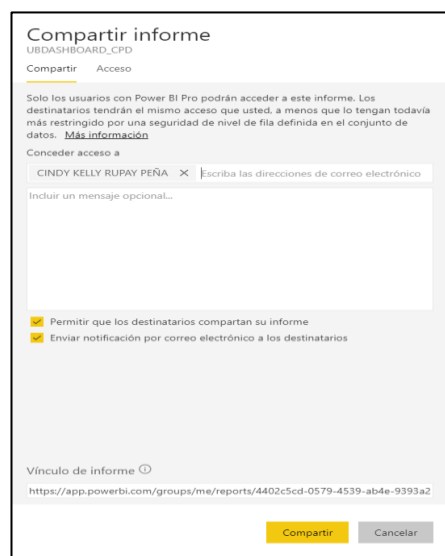 Compartir informe
UBDASHBOARD_CPD
Compartir Acceso
Solo los usuarios con Power BI Pro podrán acceder a este informe. Los
destinatarios tendrán el mismo acceso que usted, a menos que lo tengan todavía
más restringido por una seguridad de nivel de fila definida en el conjunto de
datos. Más información
Conceder acceso a
CINDY KELLY RUPAY PEÑA Escriba las direcciones de correo electrónico
Incluir un mensaje opcional...
Permitir que los destinatarios compartan su informe
Enviar notificación por correo electrónico a los destinatarios
Vínculo de informe
https://app.powerbi.com/groups/me/reports/4402c5cd-0579-4539-ab4e-9393a2
Compartir Cancelar